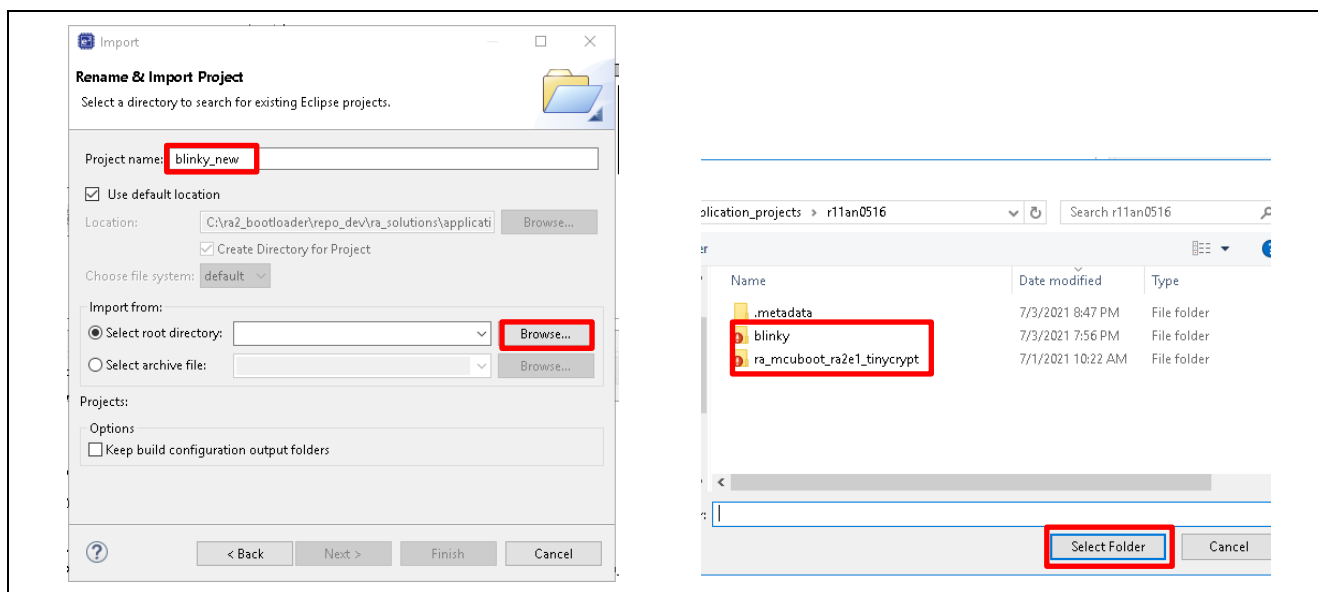 Import
Rename & Import Project
Select a directory to search for existing Eclipse projects.
Project name: blinky_new
Use default location
Location: C:\ra2_bootloader\repo_dev\ra_solutions\applicati Browse...
Create Directory for Project
Choose file system: default
Import from:
Select root directory: Browse...
Select archive file: Browse...
Projects:
Options
Keep build configuration output folders
< Back Next > Finish Cancel
plication_projects > r11an0516 Search r11an0516
Name Date modified Type
.metadata 7/3/2021 8:47 PM File folder
blinky 7/3/2021 7:56 PM File folder
ra_mcuboot_ra2e1_tinycrypt 7/1/2021 10:22 AM File folder
Select Folder Cancel